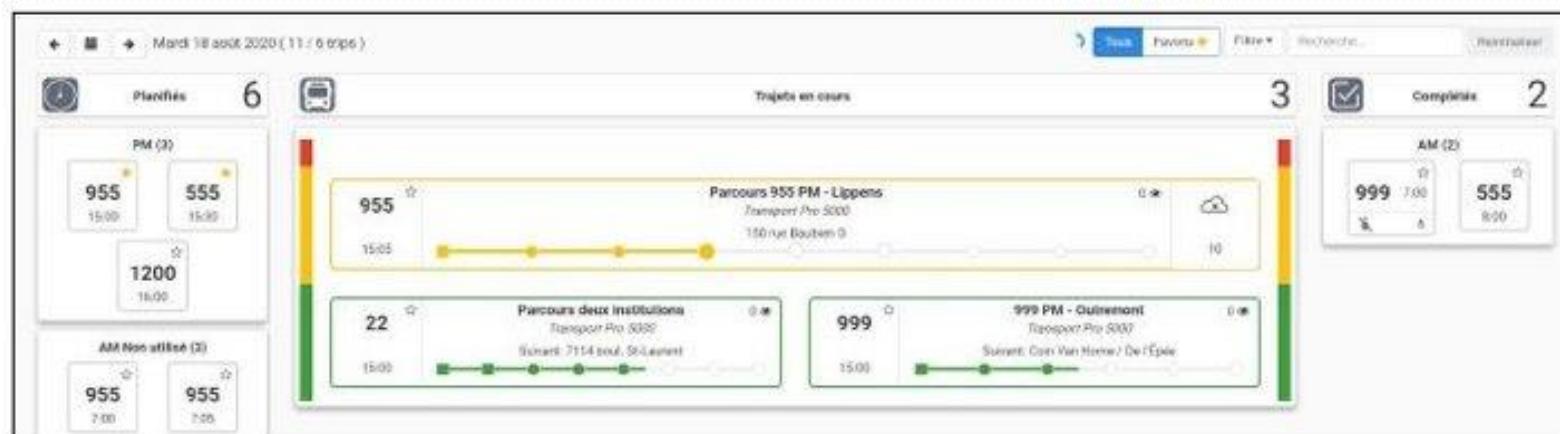 Mardi 18 août 2020 ( 11 / 6 trips )
Tous Favoris Filtre Recherche... Réinitialiser
Planifiés 6
Trajets en cours 3
Complétés 2
PM (3)
955 555
15:00 15:30
1200
16:00
AM Non utilisé (3)
955 955
7:00 7:05
955 Parcours 955 PM - Lippens 0
Transport Pro 5000
150 rue Boubien O
15:05 10
22 Parcours deux institutions 0
Transport Pro 5000
Suivant: 7114 boul. St-Laurent
15:00
999 999 PM - Outremont 0
Transport Pro 5000
Suivant: Coin Van Horne / De l'Épée
15:00
AM (2)
999 7:00 555
8:00